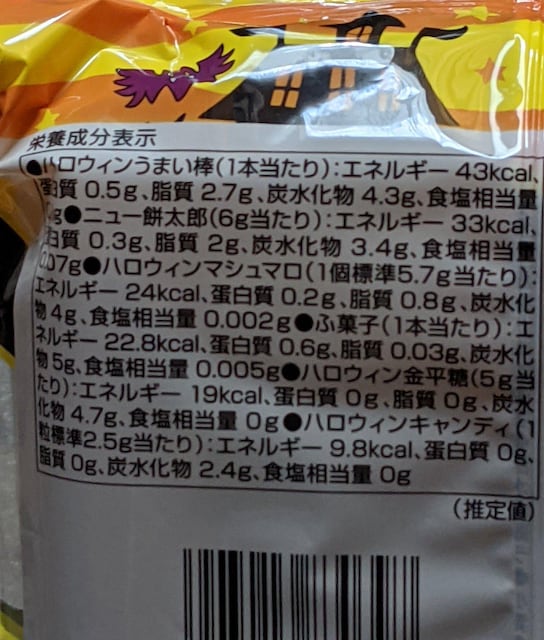 栄養成分表示
●ハロウィンうまい棒(1本当たり):エネルギー 43kcal、
質 0.5g、脂質 2.7g、炭水化物 4.3g、食塩相当量
g●ニュー餅太郎(6g当たり):エネルギー 33kcal、
白質 0.3g、脂質 2g、炭水化物 3.4g、食塩相当量
07g●ハロウィンマシュマロ(1個標準5.7g当たり):
エネルギー 24kcal、蛋白質 0.2g、脂質 0.8g、炭水化
物 4g、食塩相当量 0.002g●ふ菓子(1本当たり):エ
ネルギー 22.8kcal、蛋白質 0.6g、脂質 0.03g、炭水化
物 5g、食塩相当量 0.005g●ハロウィン金平糖(5g当
たり):エネルギー 19kcal、蛋白質 0g、脂質 0g、炭水
化物 4.7g、食塩相当量 0g●ハロウィンキャンディ(1
粒標準2.5g当たり):エネルギー 9.8kcal、蛋白質 0g、
脂質 0g、炭水化物 2.4g、食塩相当量 0g
(推定値)